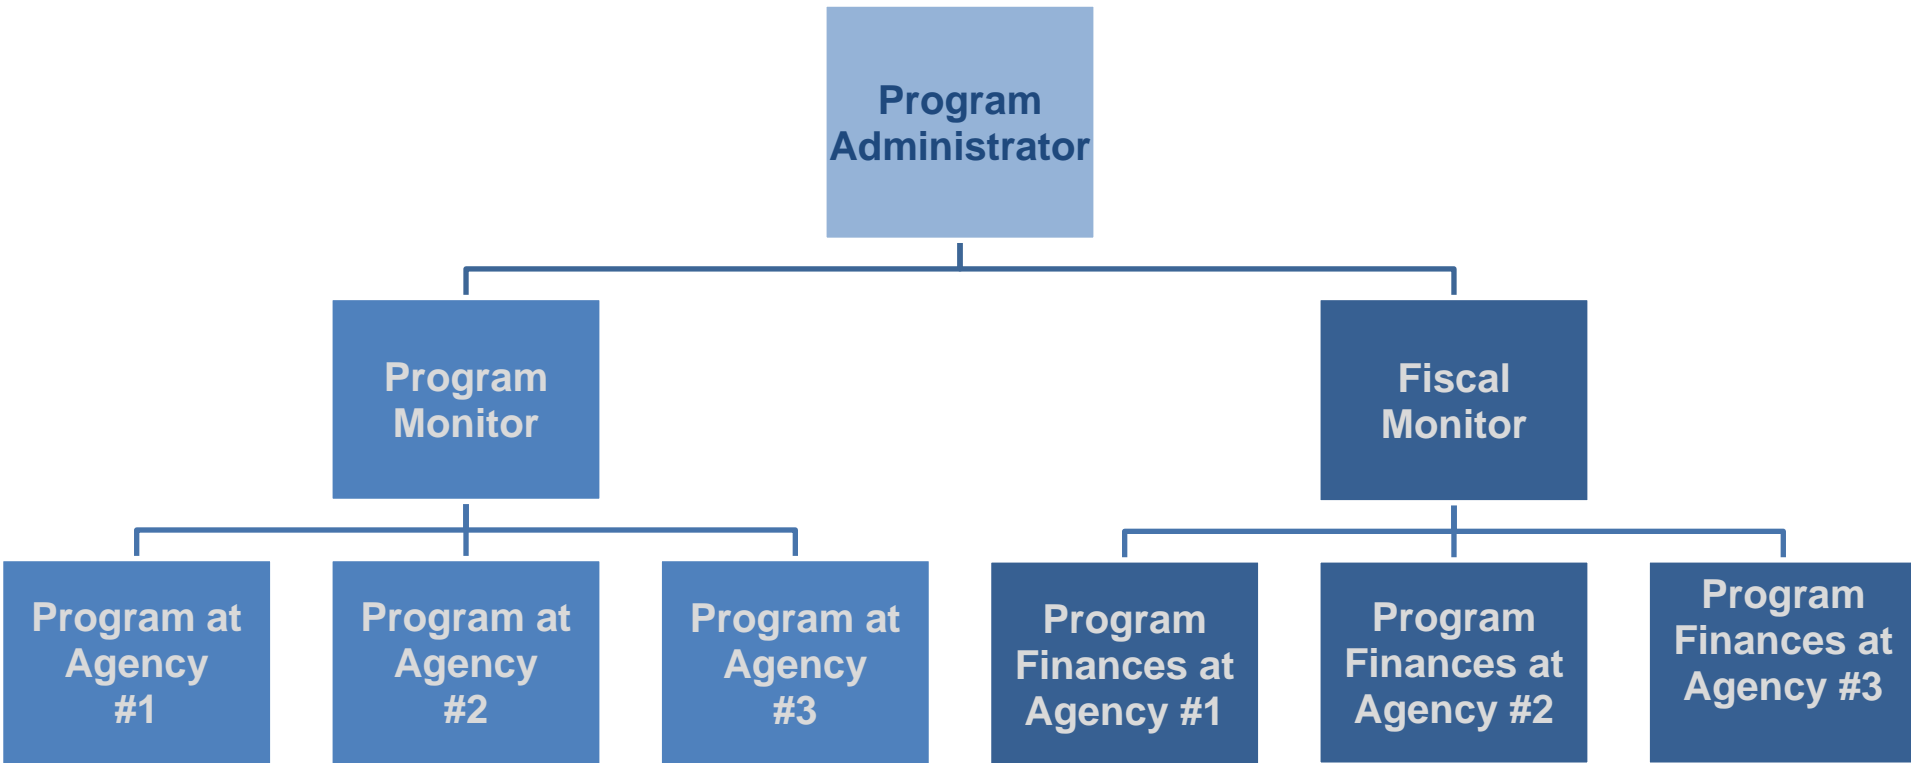 Program
Administrator
Program
Monitor
Fiscal
Monitor
Program at
Agency
#1
Program at
Agency
#2
Program at
Agency
#3
Program
Finances at
Agency #1
Program
Finances at
Agency #2
Program
Finances at
Agency #3